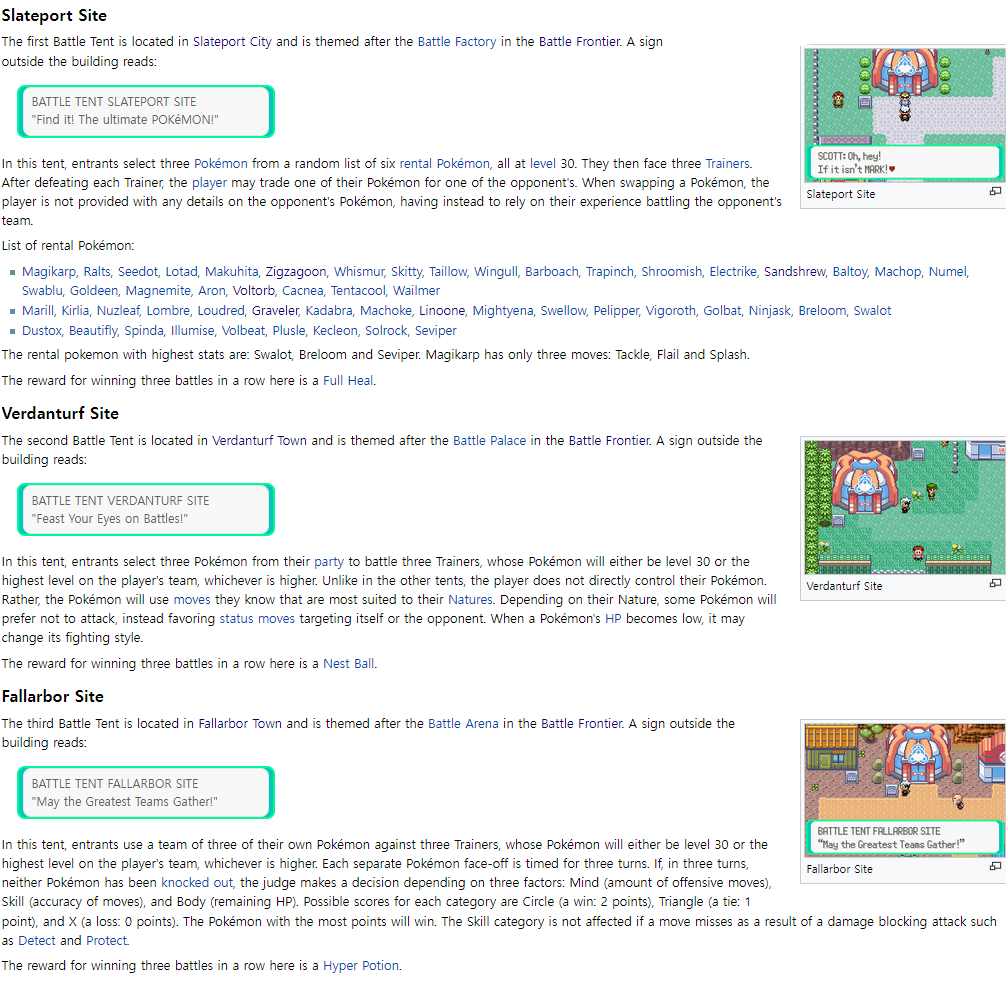 Slateport Site
The first Battle Tent is located in Slateport City and is themed after the Battle Factory in the Battle Frontier. A sign
outside the building reads:
BATTLE TENT SLATEPORT SITE
"Find it! The ultimate POKéMON!"
SCOTT: Oh, hey!
If it isn't MARK!♥
Slateport Site
In this tent, entrants select three Pokémon from a random list of six rental Pokémon, all at level 30. They then face three Trainers.
After defeating each Trainer, the player may trade one of their Pokémon for one of the opponent's. When swapping a Pokémon, the
player is not provided with any details on the opponent's Pokémon, having instead to rely on their experience battling the opponent's
team.
List of rental Pokémon:
Magikarp, Ralts, Seedot, Lotad, Makuhita, Zigzagoon, Whismur, Skitty, Taillow, Wingull, Barboach, Trapinch, Shroomish, Electrike, Sandshrew, Baltoy, Machop, Numel,
Swablu, Goldeen, Magnemite, Aron, Voltorb, Cacnea, Tentacool, Wailmer
Marill, Kirlia, Nuzleaf, Lombre, Loudred, Graveler, Kadabra, Machoke, Linoone, Mightyena, Swellow, Pelipper, Vigoroth, Golbat, Ninjask, Breloom, Swalot
Dustox, Beautifly, Spinda, Illumise, Volbeat, Plusle, Kecleon, Solrock, Seviper
The rental pokemon with highest stats are: Swalot, Breloom and Seviper. Magikarp has only three moves: Tackle, Flail and Splash.
The reward for winning three battles in a row here is a Full Heal.
Verdanturf Site
The second Battle Tent is located in Verdanturf Town and is themed after the Battle Palace in the Battle Frontier. A sign outside the
building reads:
BATTLE TENT VERDANTURF SITE
"Feast Your Eyes on Battles!"
Verdanturf Site
In this tent, entrants select three Pokémon from their party to battle three Trainers, whose Pokémon will either be level 30 or the
highest level on the player's team, whichever is higher. Unlike in the other tents, the player does not directly control their Pokémon.
Rather, the Pokémon will use moves they know that are most suited to their Natures. Depending on their Nature, some Pokémon will
prefer not to attack, instead favoring status moves targeting itself or the opponent. When a Pokémon's HP becomes low, it may
change its fighting style.
The reward for winning three battles in a row here is a Nest Ball.
Fallarbor Site
The third Battle Tent is located in Fallarbor Town and is themed after the Battle Arena in the Battle Frontier. A sign outside the
building reads:
BATTLE TENT FALLARBOR SITE
"May the Greatest Teams Gather!"
BATTLE TENT FALLARBOR SITE
"May the Greatest Teams Gather!"
Fallarbor Site
In this tent, entrants use a team of three of their own Pokémon against three Trainers, whose Pokémon will either be level 30 or the
highest level on the player's team, whichever is higher. Each separate Pokémon face-off is timed for three turns. If, in three turns,
neither Pokémon has been knocked out, the judge makes a decision depending on three factors: Mind (amount of offensive moves),
Skill (accuracy of moves), and Body (remaining HP). Possible scores for each category are Circle (a win: 2 points), Triangle (a tie: 1
point), and X (a loss: 0 points). The Pokémon with the most points will win. The Skill category is not affected if a move misses as a result of a damage blocking attack such
as Detect and Protect.
The reward for winning three battles in a row here is a Hyper Potion.